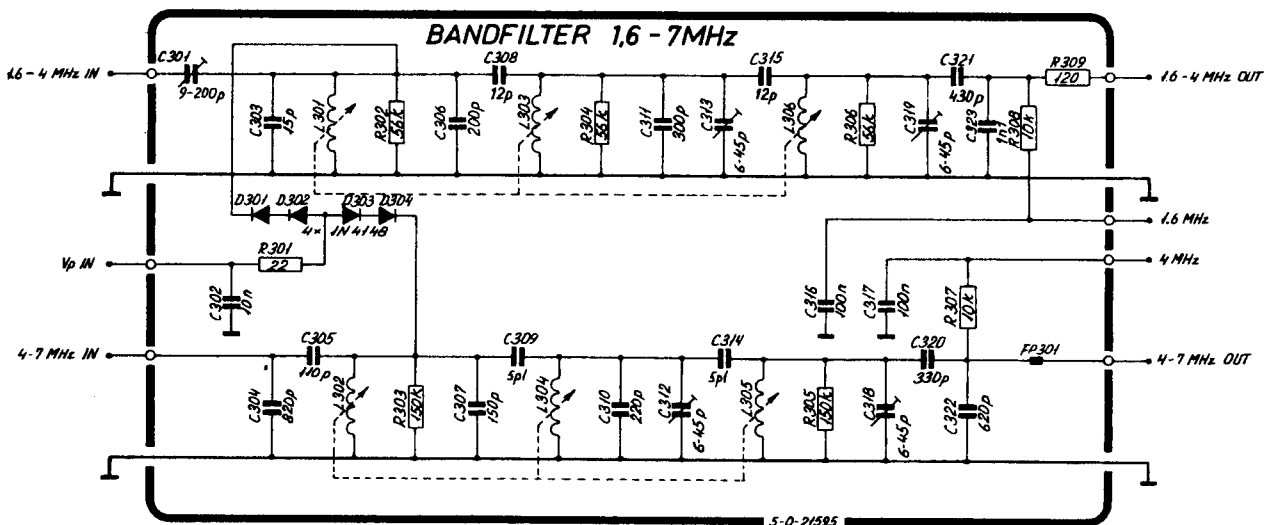 BANDFILTER 1,6 - 7MHz
C301
9-200p
1.6 - 4 MHz IN
C303
15p
L301
R302
56k
C306
200p
C308
12p
L303
R304
56k
C311
300p
C313
6-45p
C315
12p
L306
R306
56k
C319
6-45p
C321
430p
C323
1n
R308
10k
R309
120
1.6 - 4 MHz OUT
D301
D302
D303
D304
4× 1N 4148
1.6 MHz
R301
22
Vp IN
C302
10n
4 MHz
C316
100n
C317
100n
R307
10k
4-7 MHz IN
C304
820p
C305
110p
L302
R303
150k
C307
150p
C309
5p1
L304
C310
220p
C312
6-45p
C314
5p1
L305
R305
150k
C318
6-45p
C320
330p
C322
620p
FP301
4-7 MHz OUT
5-0-21595